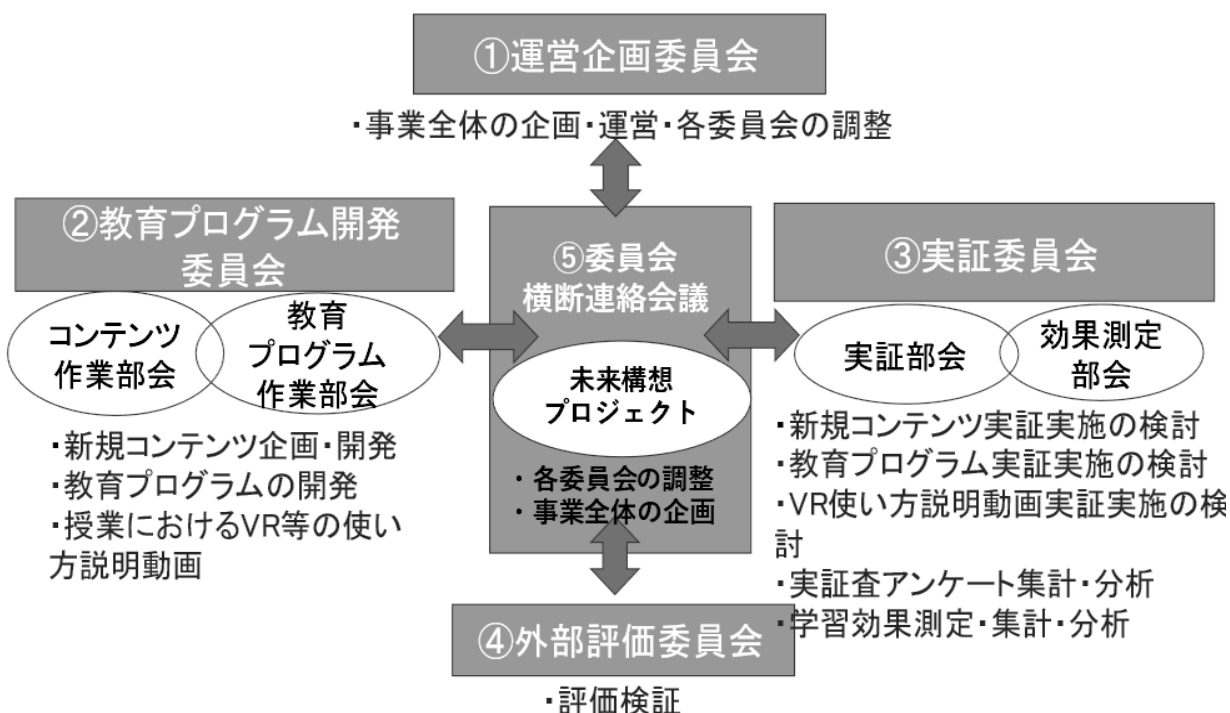 ①運営企画委員会
・事業全体の企画・運営・各委員会の調整
②教育プログラム開発
委員会
コンテンツ
作業部会
教育
プログラム
作業部会
・新規コンテンツ企画・開発
・教育プログラムの開発
・授業におけるVR等の使い
方説明動画
⑤委員会
横断連絡会議
未来構想
プロジェクト
・各委員会の調整
・事業全体の企画
③実証委員会
実証部会
効果測定
部会
・新規コンテンツ実証実施の検討
・教育プログラム実証実施の検討
・VR使い方説明動画実証実施の検
討
・実証査アンケート集計・分析
・学習効果測定・集計・分析
④外部評価委員会
・評価検証